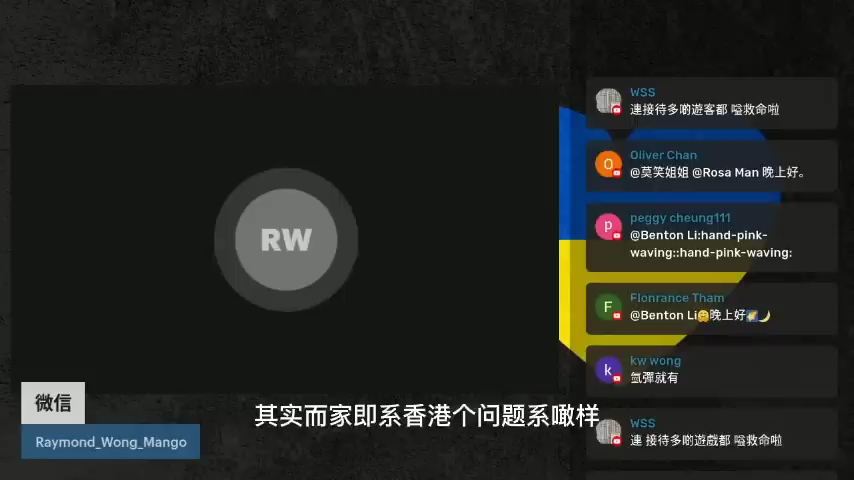 RW
微信
Raymond_Wong_Mango
其实而家即系香港个问题系噉样
WSS
連接待多啲遊客都 嗌救命啦
Oliver Chan
@莫笑姐姐 @Rosa Man 晚上好。
peggy cheung111
@Benton Li:hand-pink-
waving::hand-pink-waving:
Flonrance Tham
@Benton Li🤗晚上好🌠🌙
kw wong
氫彈就有
WSS
連 接待多啲遊戲都 嗌救命啦